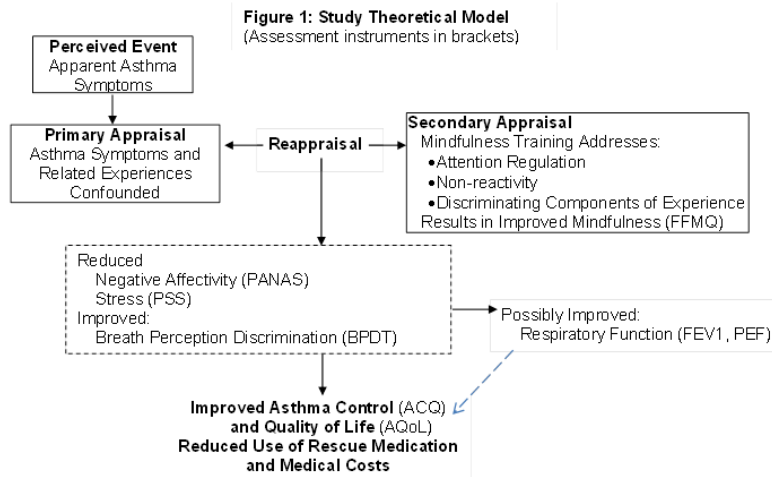 Figure 1: Study Theoretical Model
(Assessment instruments in brackets)
Perceived Event
Apparent Asthma
Symptoms
Primary Appraisal
Asthma Symptoms and
Related Experiences
Confounded
Reappraisal
Secondary Appraisal
Mindfulness Training Addresses:
•Attention Regulation
•Non-reactivity
•Discriminating Components of Experience
Results in Improved Mindfulness (FFMQ)
Reduced
Negative Affectivity (PANAS)
Stress (PSS)
Improved:
Breath Perception Discrimination (BPDT)
Possibly Improved:
Respiratory Function (FEV1, PEF)
Improved Asthma Control (ACQ)
and Quality of Life (AQoL)
Reduced Use of Rescue Medication
and Medical Costs